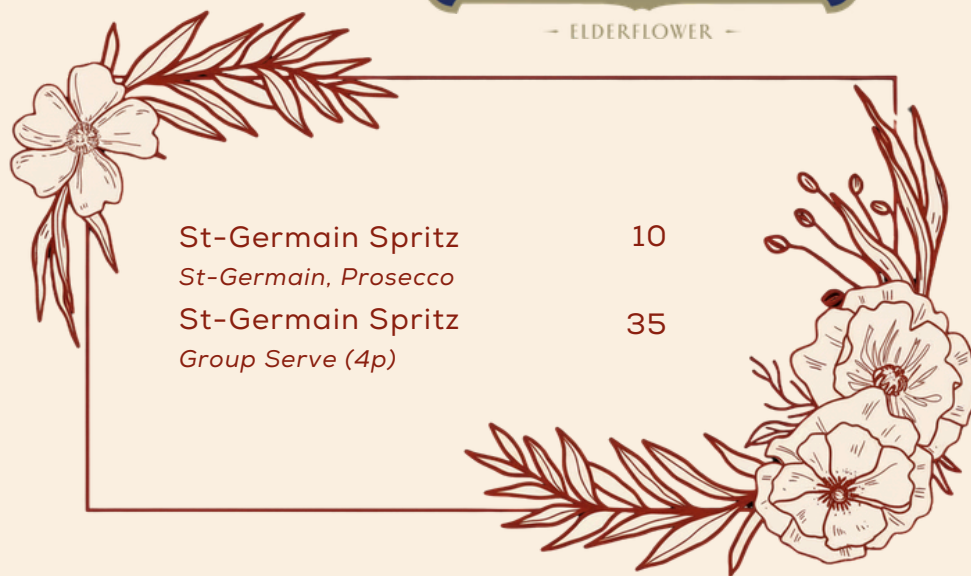 – ELDERFLOWER –
St-Germain Spritz 10
St-Germain, Prosecco
St-Germain Spritz 35
Group Serve (4p)